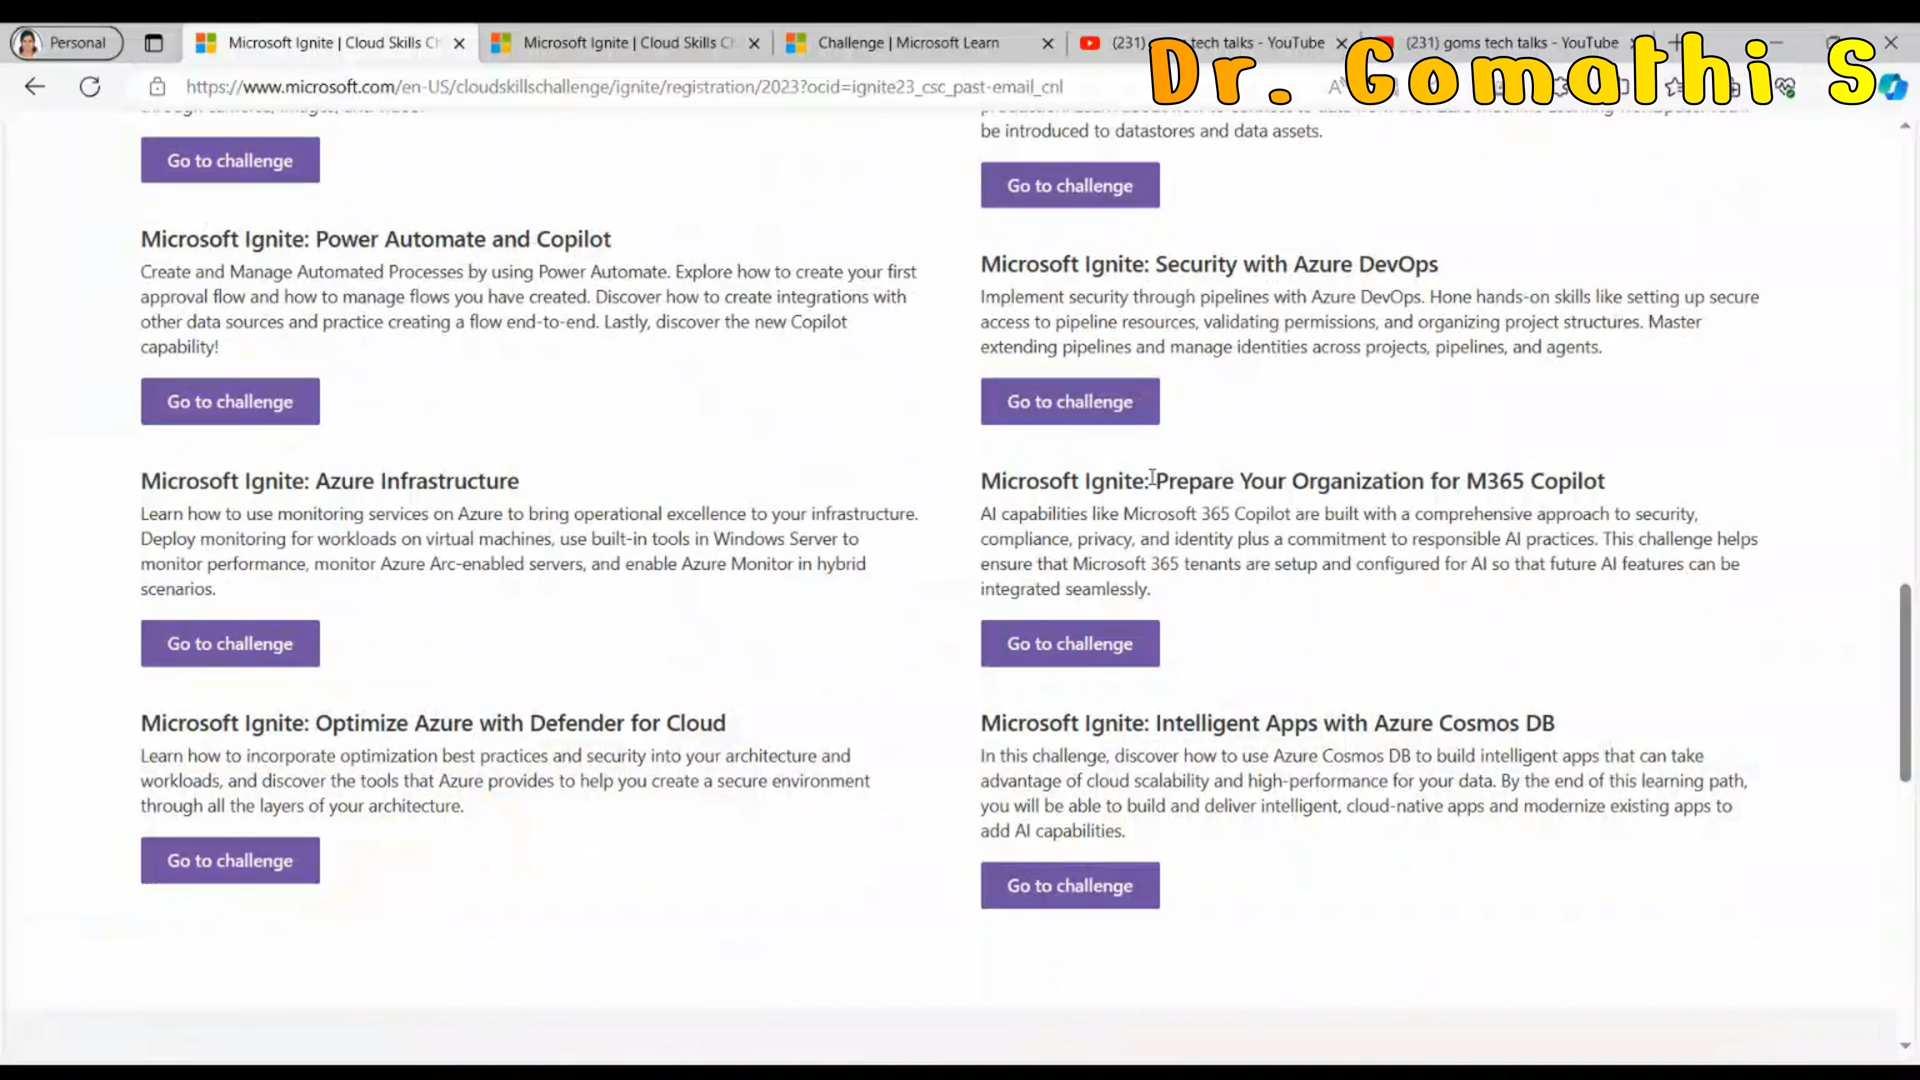 Personal
Microsoft Ignite | Cloud Skills Ch
Microsoft Ignite | Cloud Skills Ch
Challenge | Microsoft Learn
(231) goms tech talks - YouTube
(231) goms tech talks - YouTube
Dr. Gomathi S
https://www.microsoft.com/en-US/cloudskillschallenge/ignite/registration/2023?ocid=ignite23_csc_past-email_cnl
Go to challenge
Microsoft Ignite: Power Automate and Copilot
Create and Manage Automated Processes by using Power Automate. Explore how to create your first
approval flow and how to manage flows you have created. Discover how to create integrations with
other data sources and practice creating a flow end-to-end. Lastly, discover the new Copilot
capability!
Go to challenge
Microsoft Ignite: Azure Infrastructure
Learn how to use monitoring services on Azure to bring operational excellence to your infrastructure.
Deploy monitoring for workloads on virtual machines, use built-in tools in Windows Server to
monitor performance, monitor Azure Arc-enabled servers, and enable Azure Monitor in hybrid
scenarios.
Go to challenge
Microsoft Ignite: Optimize Azure with Defender for Cloud
Learn how to incorporate optimization best practices and security into your architecture and
workloads, and discover the tools that Azure provides to help you create a secure environment
through all the layers of your architecture.
Go to challenge
be introduced to datastores and data assets.
Go to challenge
Microsoft Ignite: Security with Azure DevOps
Implement security through pipelines with Azure DevOps. Hone hands-on skills like setting up secure
access to pipeline resources, validating permissions, and organizing project structures. Master
extending pipelines and manage identities across projects, pipelines, and agents.
Go to challenge
Microsoft Ignite: Prepare Your Organization for M365 Copilot
AI capabilities like Microsoft 365 Copilot are built with a comprehensive approach to security,
compliance, privacy, and identity plus a commitment to responsible AI practices. This challenge helps
ensure that Microsoft 365 tenants are setup and configured for AI so that future AI features can be
integrated seamlessly.
Go to challenge
Microsoft Ignite: Intelligent Apps with Azure Cosmos DB
In this challenge, discover how to use Azure Cosmos DB to build intelligent apps that can take
advantage of cloud scalability and high-performance for your data. By the end of this learning path,
you will be able to build and deliver intelligent, cloud-native apps and modernize existing apps to
add AI capabilities.
Go to challenge